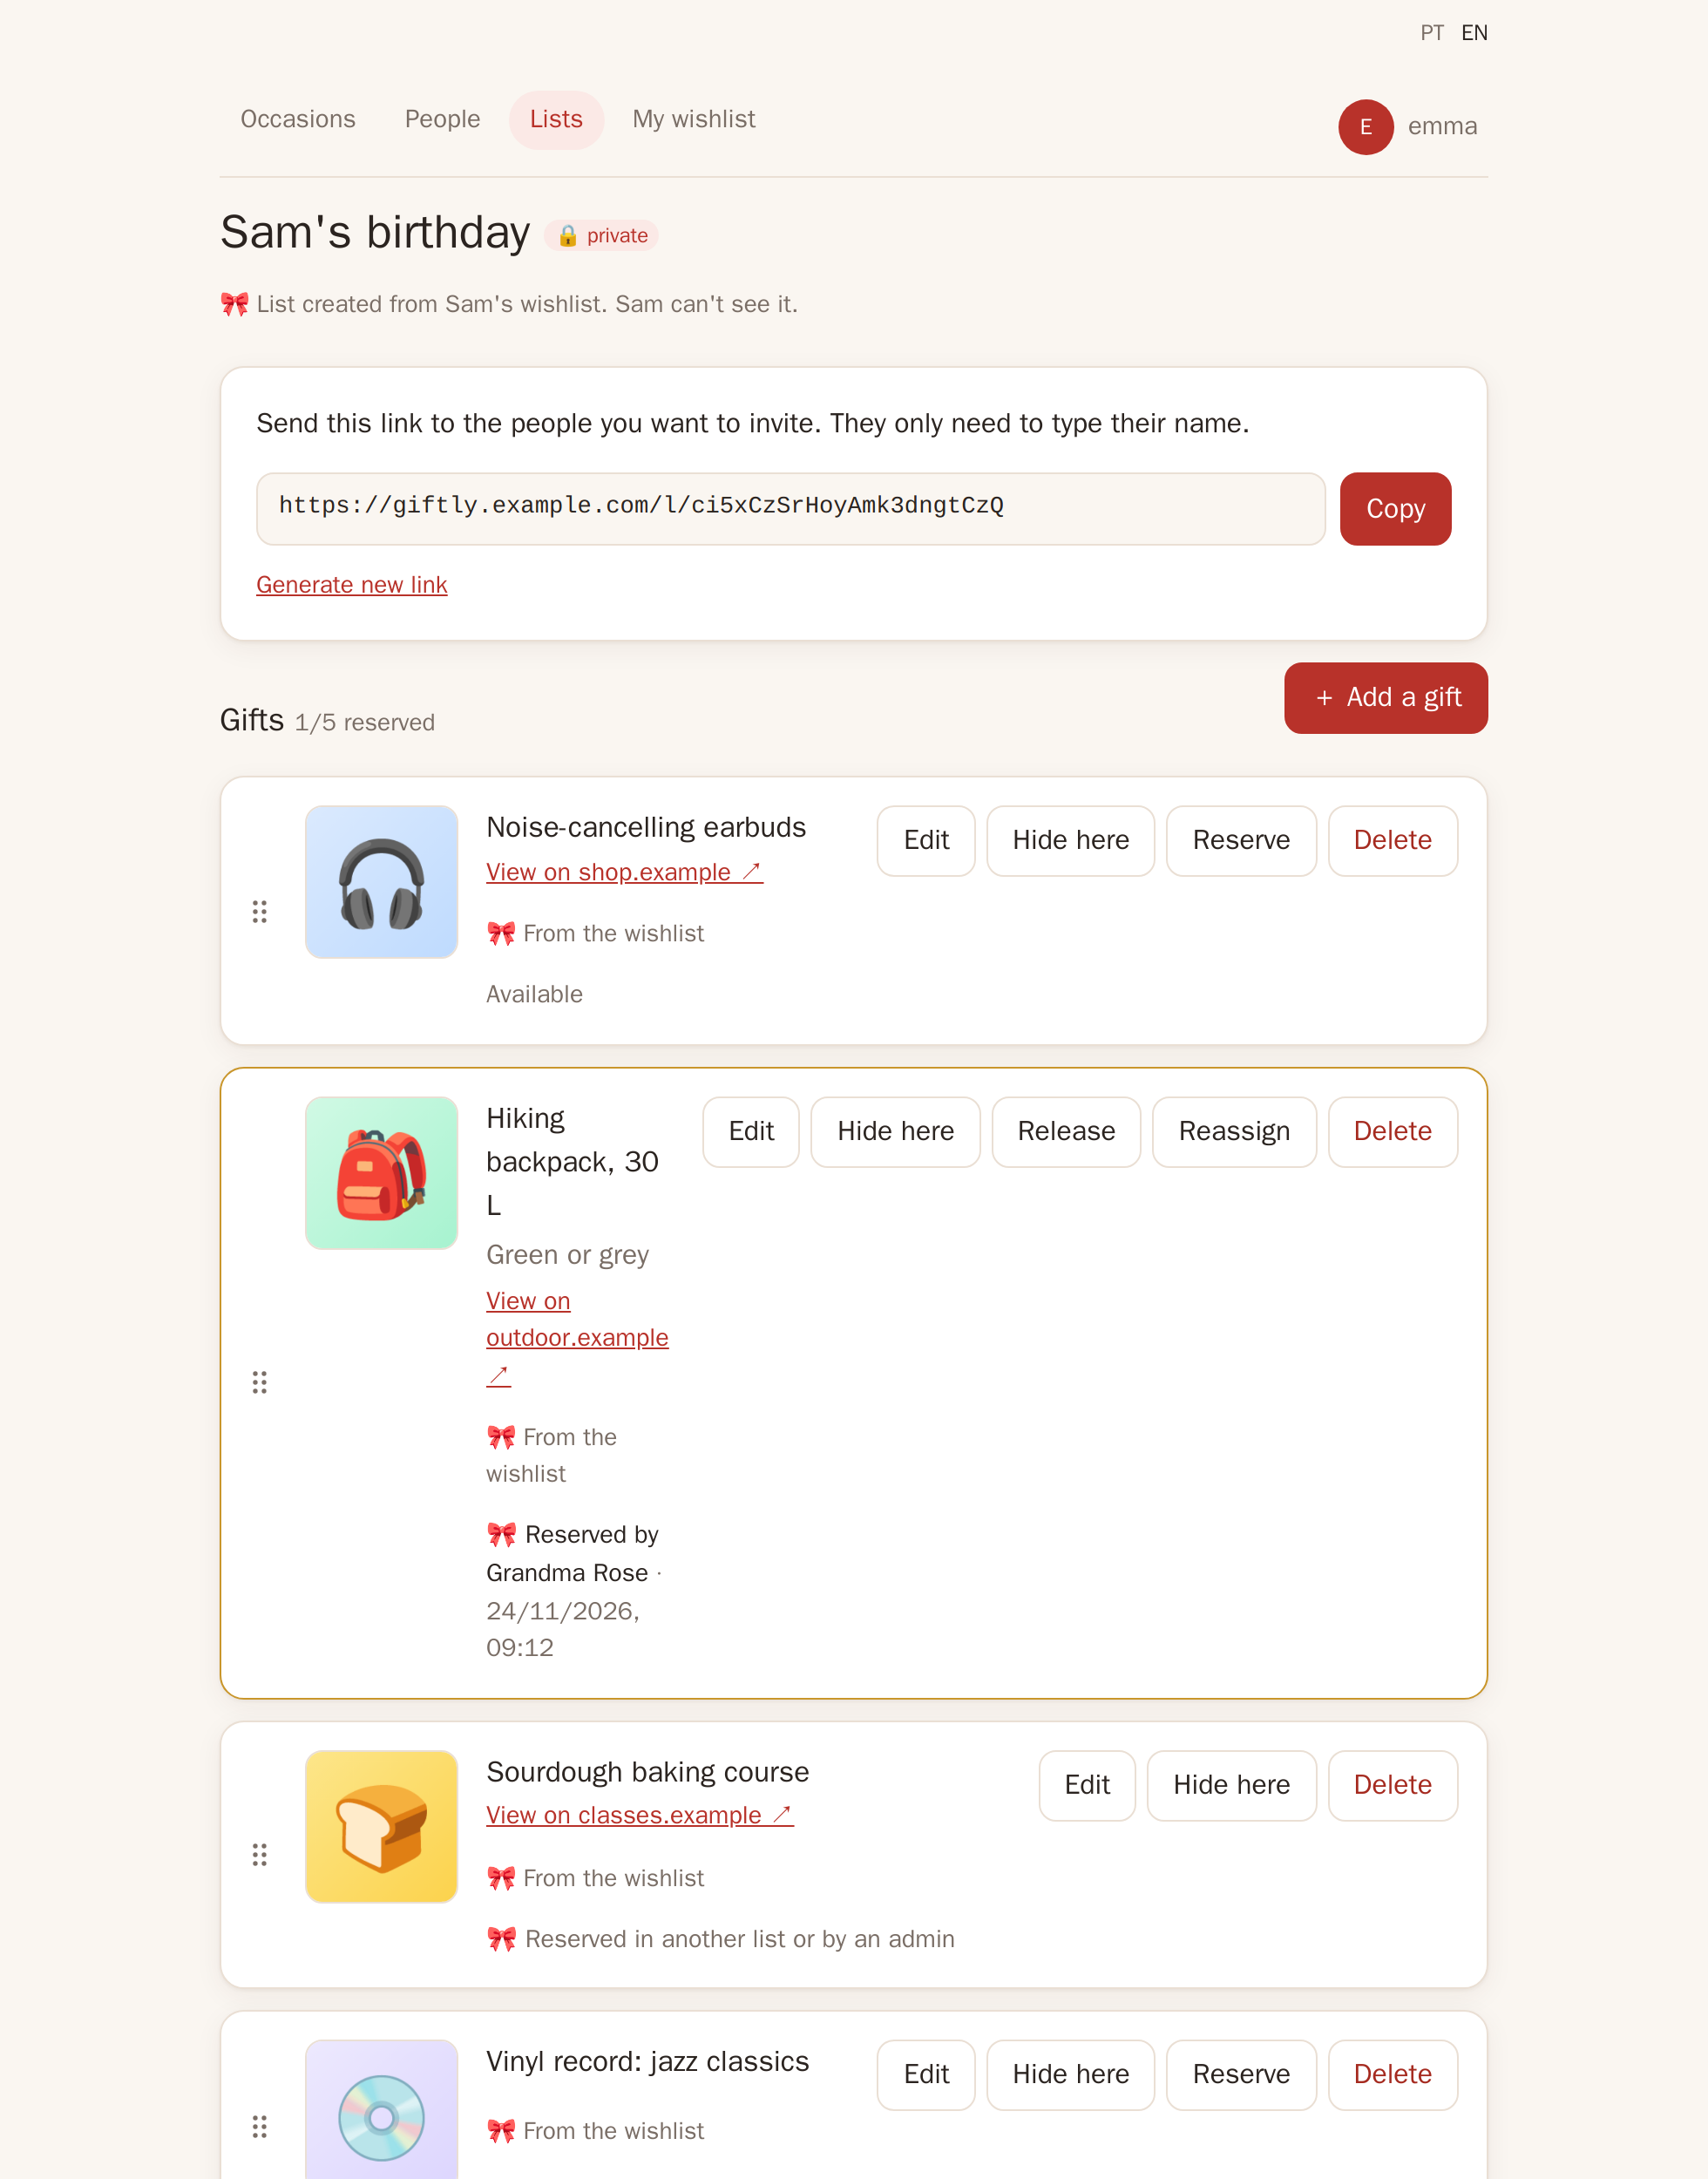 PT EN
Occasions People Lists My wishlist E emma
Sam's birthday 🔒 private
🎀 List created from Sam's wishlist. Sam can't see it.
Send this link to the people you want to invite. They only need to type their name.
https://giftly.example.com/l/ci5xCzSrHoyAmk3dngtCzQ Copy
Generate new link
Gifts 1/5 reserved + Add a gift
Noise-cancelling earbuds Edit Hide here Reserve Delete
View on shop.example ↗
🎀 From the wishlist
Available
Hiking
backpack, 30
L
Edit Hide here Release Reassign Delete
Green or grey
View on
outdoor.example
↗
🎀 From the
wishlist
🎀 Reserved by
Grandma Rose ·
24/11/2026,
09:12
Sourdough baking course Edit Hide here Delete
View on classes.example ↗
🎀 From the wishlist
🎀 Reserved in another list or by an admin
Vinyl record: jazz classics Edit Hide here Reserve Delete
🎀 From the wishlist